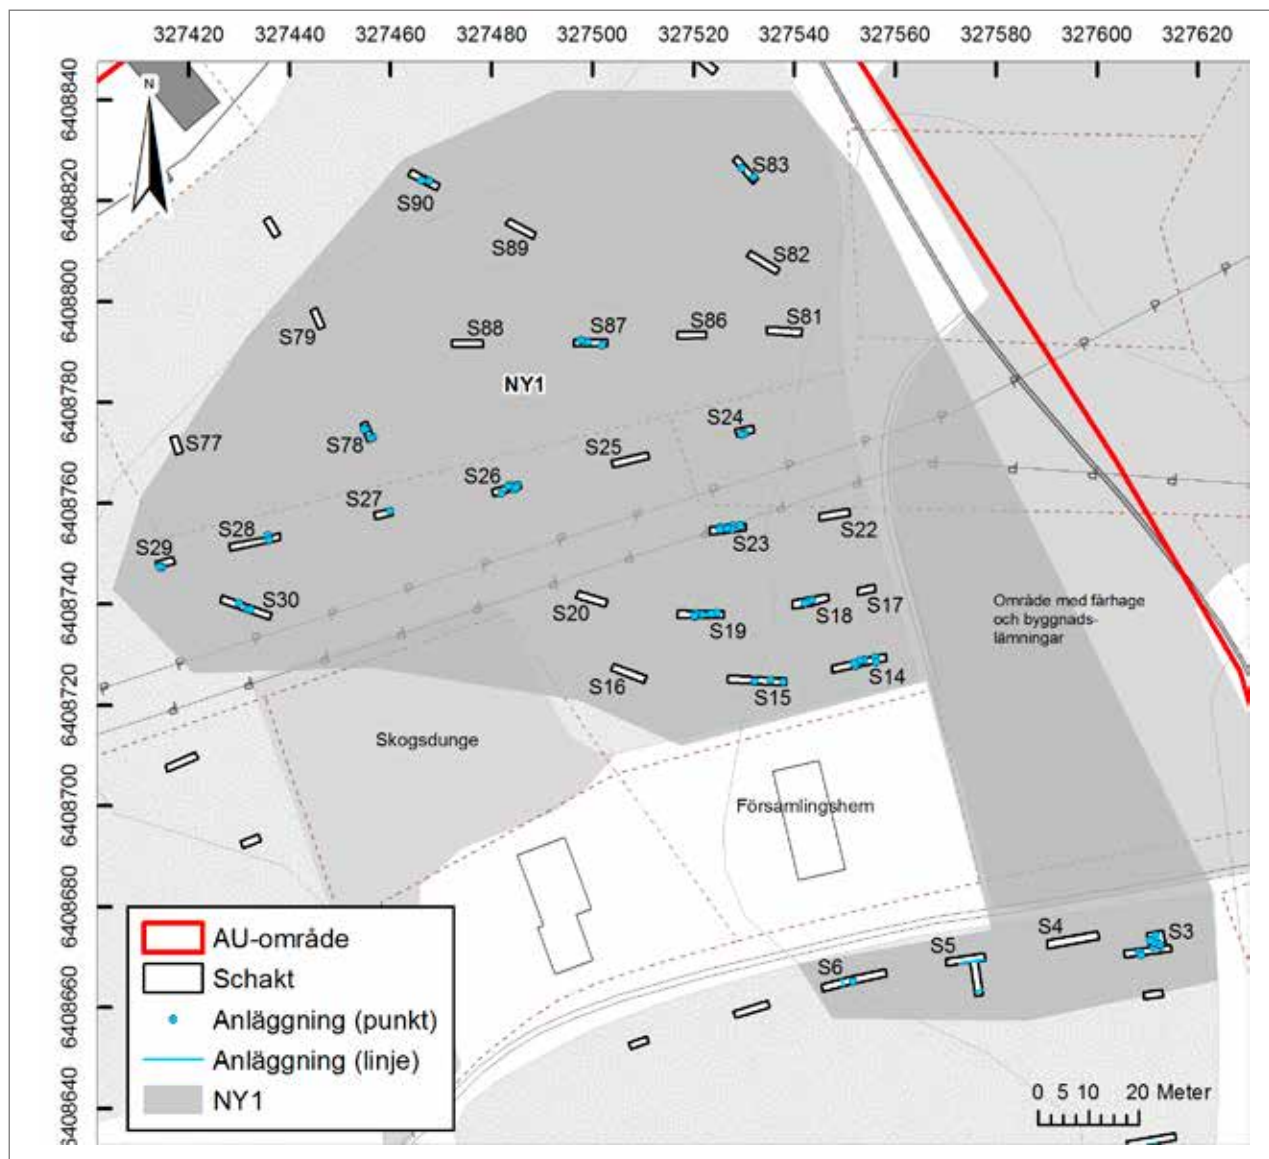 327420 327440 327460 327480 327500 327520 327540 327560 327580 327600 327620
6408840
6408820
6408800
6408780
6408760
6408740
6408720
6408700
6408680
6408660
6408640
N
S83
S90
S89
S82
S79
S88
S87
S86
S81
NY1
S77
S78
S24
S25
S26
S27
S28
S29
S23
S22
S30
S20
S19
S18
S17
Område med fårhage
och byggnads-
lämningar
S16
S15
S14
Skogsdunge
Församlingshem
S6
S5
S4
S3
AU-område
Schakt
Anläggning (punkt)
Anläggning (linje)
NY1
0 5 10 20 Meter